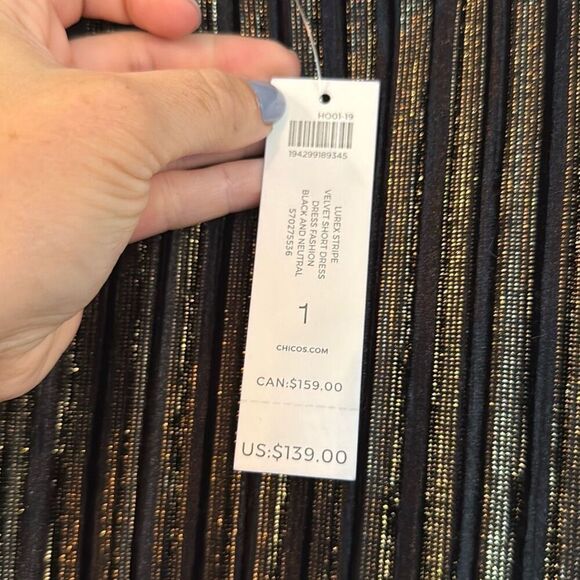 HO01-19
194299189345
LUREX STRIPE
VELVET SHORT DRESS
DRESS FASHION
BLACK AND NEUTRAL
570275536
1
CHICOS.COM
CAN:$159.00
US:$139.00